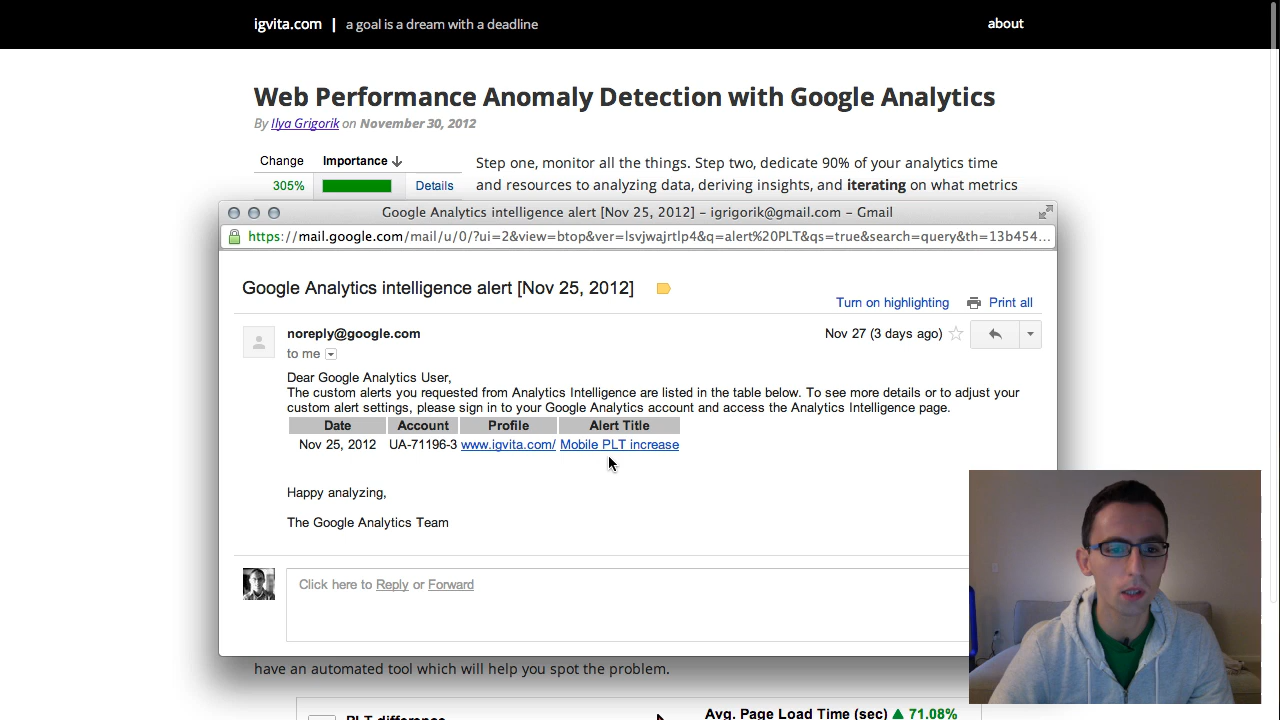 igvita.com | a goal is a dream with a deadline about
Web Performance Anomaly Detection with Google Analytics
By Ilya Grigorik on November 30, 2012
Change Importance
305% Details
Step one, monitor all the things. Step two, dedicate 90% of your analytics time
and resources to analyzing data, deriving insights, and iterating on what metrics
Google Analytics intelligence alert [Nov 25, 2012] – igrigorik@gmail.com – Gmail
https://mail.google.com/mail/u/0/?ui=2&view=btop&ver=lsvjwajrtlp4&q=alert%20PLT&qs=true&search=query&th=13b454...
Google Analytics intelligence alert [Nov 25, 2012]
Turn on highlighting Print all
noreply@google.com Nov 27 (3 days ago)
to me
Dear Google Analytics User,
The custom alerts you requested from Analytics Intelligence are listed in the table below. To see more details or to adjust your
custom alert settings, please sign in to your Google Analytics account and access the Analytics Intelligence page.
Date Account Profile Alert Title
Nov 25, 2012 UA-71196-3 www.igvita.com/ Mobile PLT increase
Happy analyzing,
The Google Analytics Team
Click here to Reply or Forward
have an automated tool which will help you spot the problem.
PLT difference Avg. Page Load Time (sec) 71.08%